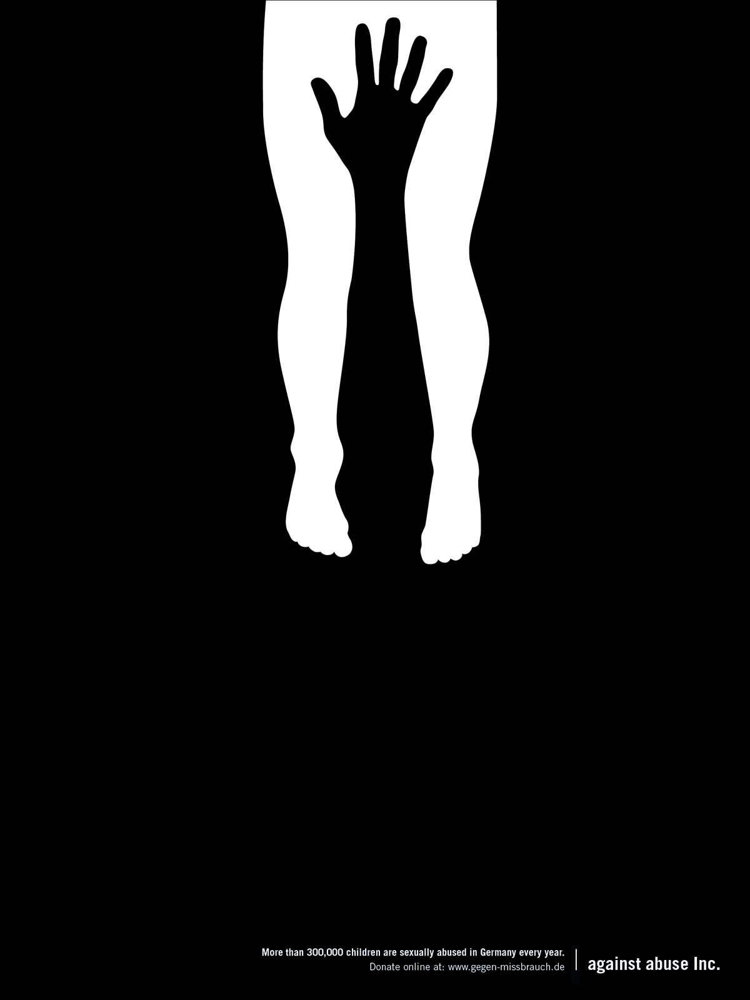 More than 300,000 children are sexually abused in Germany every year.
Donate online at: www.gegen-missbrauch.de
against abuse Inc.